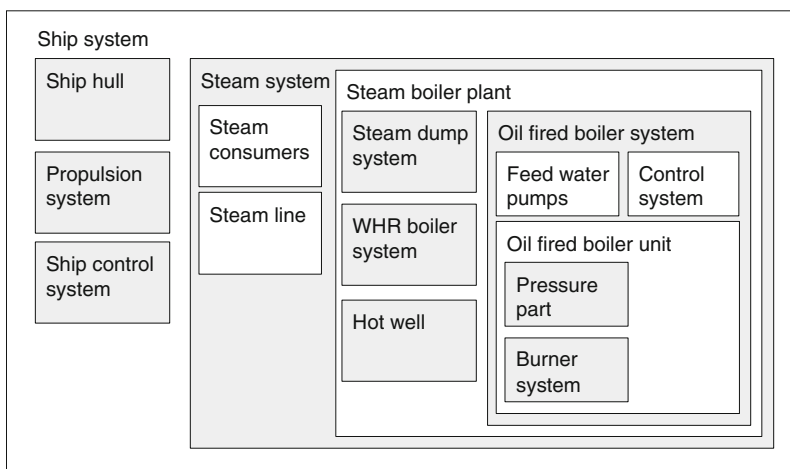 Ship system
Ship hull
Propulsion
system
Ship control
system
Steam system
Steam
consumers
Steam line
Steam boiler plant
Steam dump
system
WHR boiler
system
Hot well
Oil fired boiler system
Feed water
pumps
Control
system
Oil fired boiler unit
Pressure
part
Burner
system